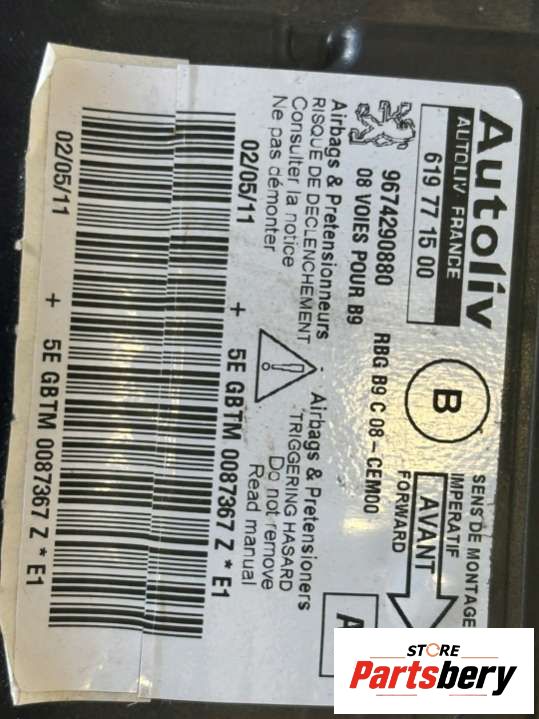 Autoliv
AUTOLIV FRANCE
619 77 15 00
B
SENS DE MONTAGE
IMPERATIF
AVANT
FORWARD
9674290880
RBG B9 C 08-CEM00
08 VOIES POUR B9
Airbags & Pretensionneurs - Airbags & Pretensioners
RISQUE DE DECLENCHEMENT - TRIGGERING HASARD
Consulter la notice
Do not remove
Ne pas démonter
Read manual
02/05/11 + 5E GBTM 0087367 Z * E1
02/05/11 + 5E GBTM 0087367 Z * E1
STORE
Partsbery